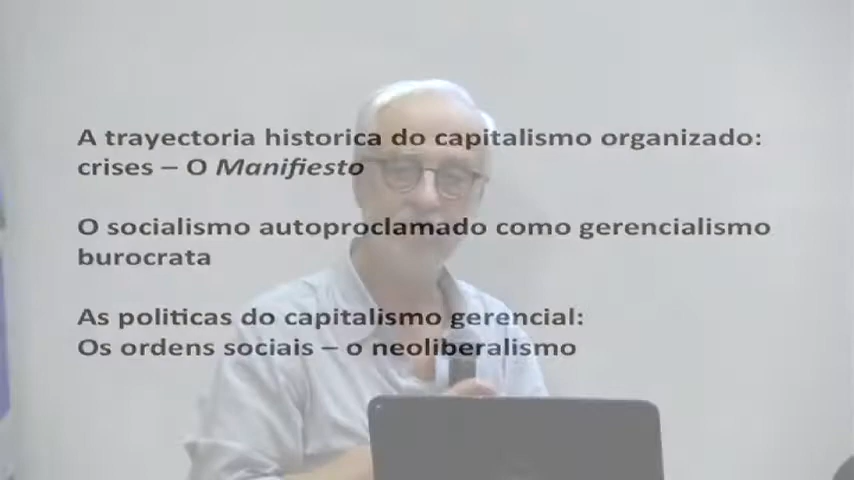 A trayectoria historica do capitalismo organizado:
crises – O Manifiesto
O socialismo autoproclamado como gerencialismo
burocrata
As politicas do capitalismo gerencial:
Os ordens sociais – o neoliberalismo